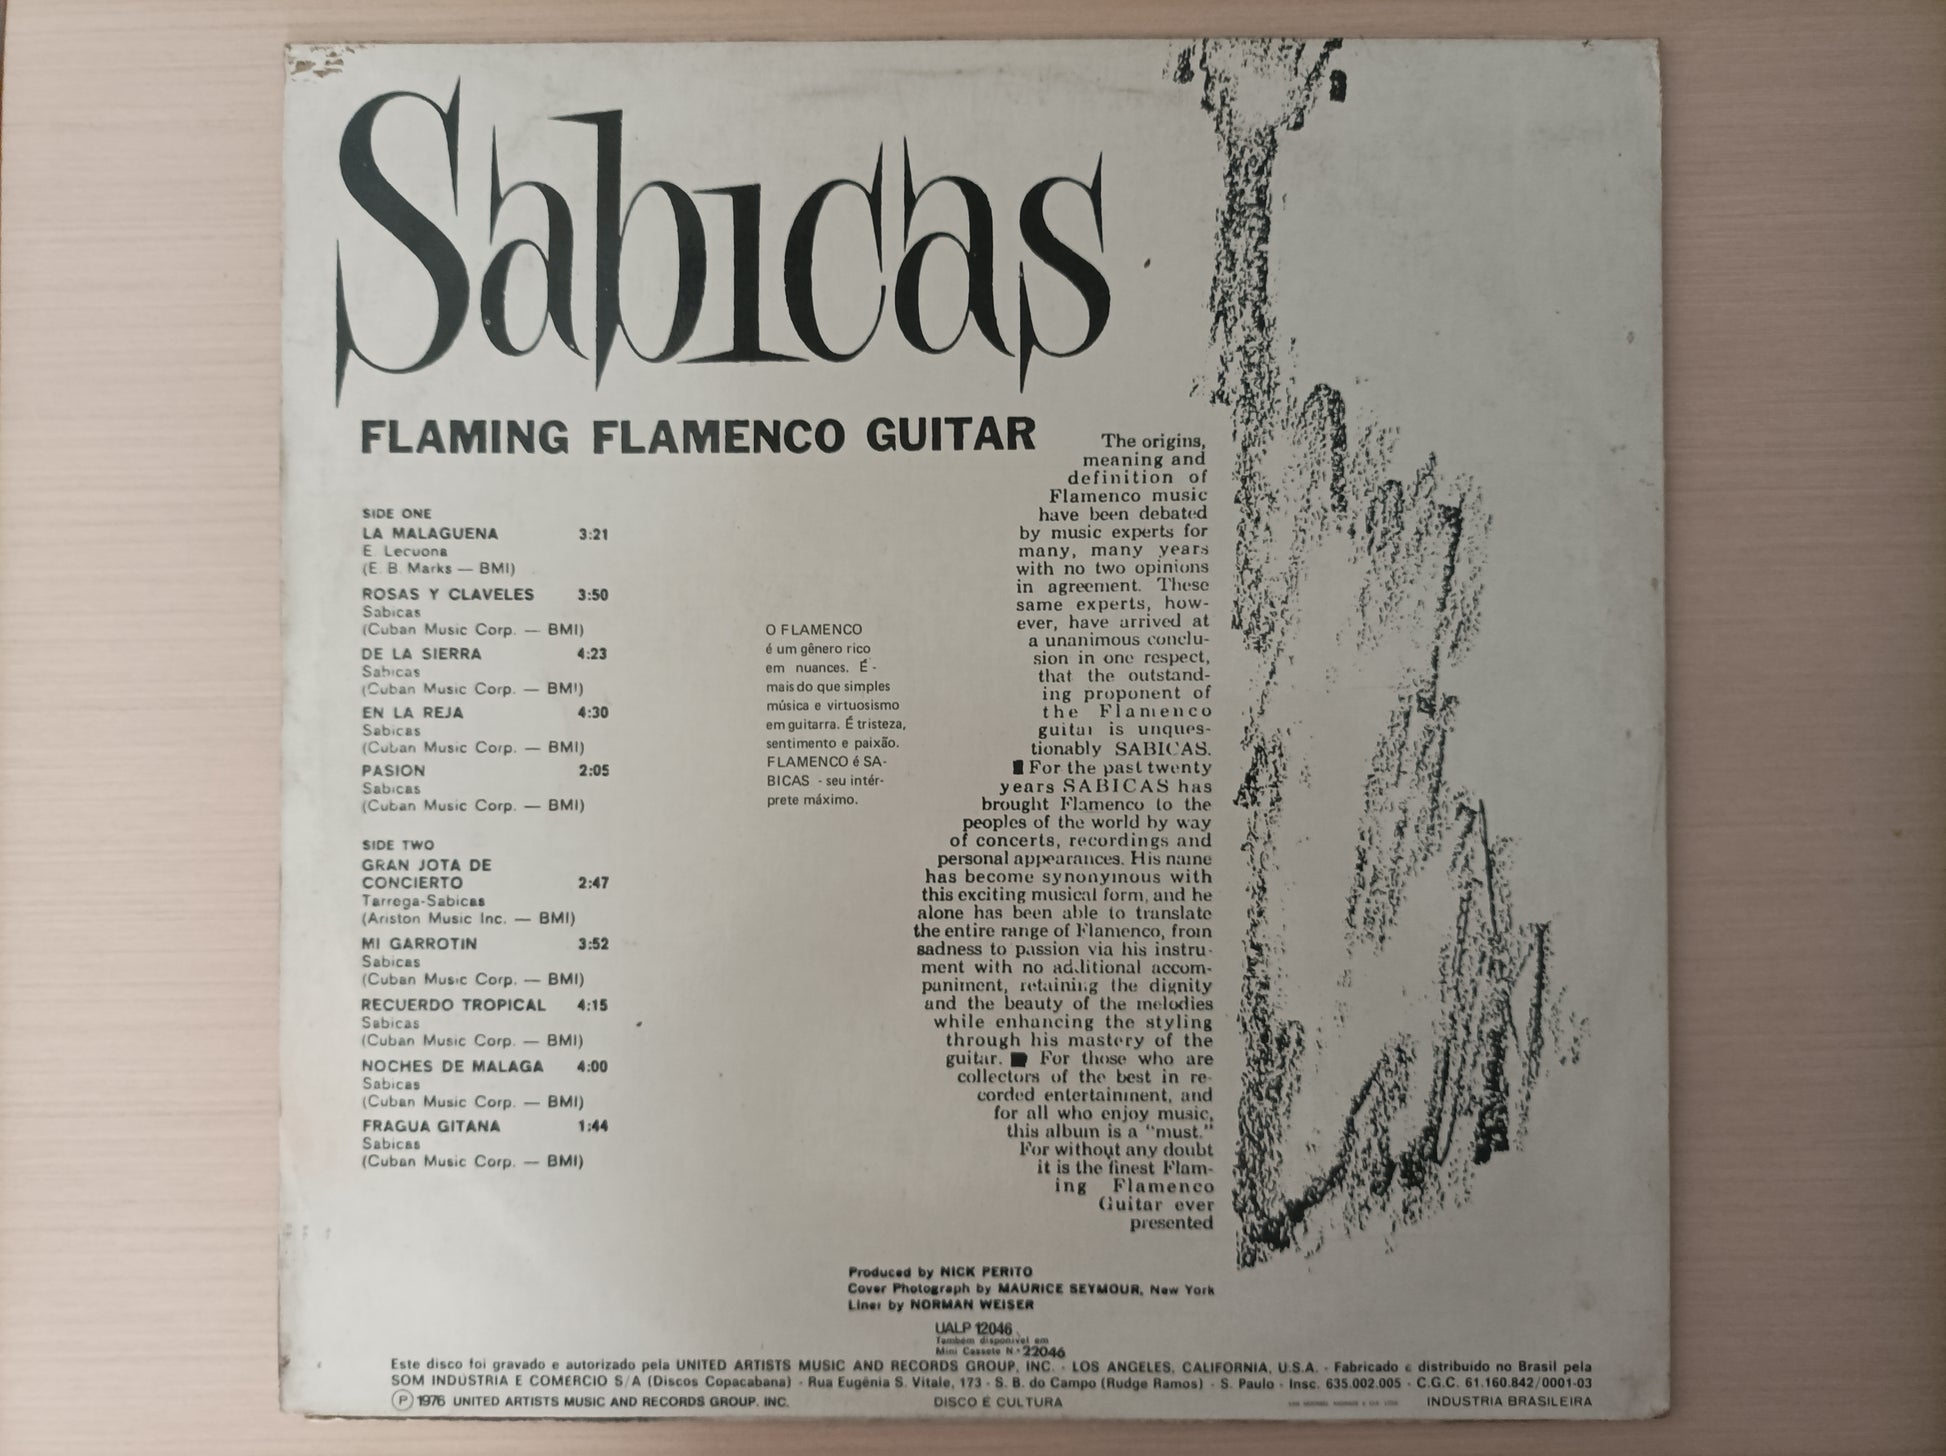 Sabicas
FLAMING FLAMENCO GUITAR
SIDE ONE
LA MALAGUENA 3:21
E. Lecuona
(E. B. Marks — BMI)
ROSAS Y CLAVELES 3:50
Sabicas
(Cuban Music Corp. — BMI)
DE LA SIERRA 4:23
Sabicas
(Cuban Music Corp. — BMI)
EN LA REJA 4:30
Sabicas
(Cuban Music Corp. — BMI)
PASION 2:05
Sabicas
(Cuban Music Corp. — BMI)
SIDE TWO
GRAN JOTA DE
CONCIERTO 2:47
Tarrega-Sabicas
(Ariston Music Inc. — BMI)
MI GARROTIN 3:52
Sabicas
(Cuban Music Corp. — BMI)
RECUERDO TROPICAL 4:15
Sabicas
(Cuban Music Corp. — BMI)
NOCHES DE MALAGA 4:00
Sabicas
(Cuban Music Corp. — BMI)
FRAGUA GITANA 1:44
Sabicas
(Cuban Music Corp. — BMI)
O FLAMENCO
é um gênero rico
em nuances. É -
mais do que simples
música e virtuosismo
em guitarra. É tristeza,
sentimento e paixão.
FLAMENCO é SA-
BICAS - seu intér-
prete máximo.
The origins,
meaning and
definition of
Flamenco music
have been debated
by music experts for
many, many years
with no two opinions
in agreement. These
same experts, how-
ever, have arrived at
a unanimous conclu-
sion in one respect,
that the outstand-
ing proponent of
the Flamenco
guitar is unques-
tionably SABICAS.
For the past twenty
years SABICAS has
brought Flamenco to the
peoples of the world by way
of concerts, recordings and
personal appearances. His name
has become synonymous with
this exciting musical form, and he
alone has been able to translate
the entire range of Flamenco, from
sadness to passion via his instru-
ment with no additional accom-
paniment, retaining the dignity
and the beauty of the melodies
while enhancing the styling
through his mastery of the
guitar. For those who are
collectors of the best in re-
corded entertainment, and
for all who enjoy music,
this album is a "must."
For without any doubt
it is the finest Flam-
ing Flamenco
Guitar ever
presented
Produced by NICK PERITO
Cover Photograph by MAURICE SEYMOUR, New York
Liner by NORMAN WEISER
UALP 12046
Também disponível em
Mini Cassete N.º 22046
Este disco foi gravado e autorizado pela UNITED ARTISTS MUSIC AND RECORDS GROUP, INC. - LOS ANGELES, CALIFORNIA, U.S.A. - Fabricado e distribuido no Brasil pela
SOM INDUSTRIA E COMERCIO S/A (Discos Copacabana) - Rua Eugênia S. Vitale, 173 - S. B. do Campo (Rudge Ramos) - S. Paulo - Insc. 635.002.005 - C.G.C. 61.160.842/0001-03
Ⓟ 1976 UNITED ARTISTS MUSIC AND RECORDS GROUP, INC. DISCO É CULTURA INDUSTRIA BRASILEIRA